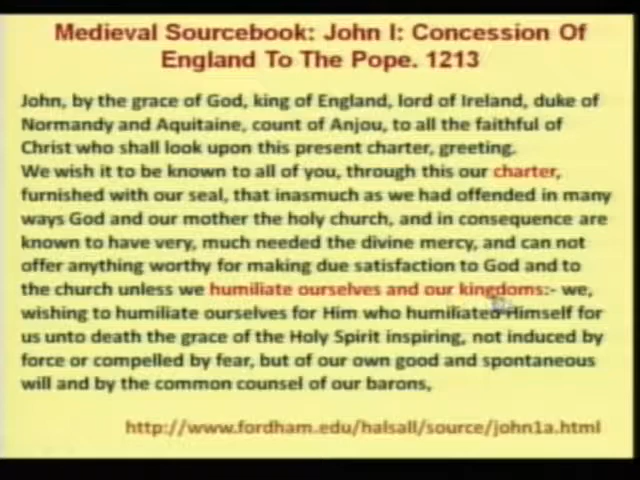 Medieval Sourcebook: John I: Concession Of
England To The Pope. 1213
John, by the grace of God, king of England, lord of Ireland, duke of
Normandy and Aquitaine, count of Anjou, to all the faithful of
Christ who shall look upon this present charter, greeting.
We wish it to be known to all of you, through this our charter,
furnished with our seal, that inasmuch as we had offended in many
ways God and our mother the holy church, and in consequence are
known to have very, much needed the divine mercy, and can not
offer anything worthy for making due satisfaction to God and to
the church unless we humiliate ourselves and our kingdoms:- we,
wishing to humiliate ourselves for Him who humiliated Himself for
us unto death the grace of the Holy Spirit inspiring, not induced by
force or compelled by fear, but of our own good and spontaneous
will and by the common counsel of our barons,
http://www.fordham.edu/halsall/source/john1a.html